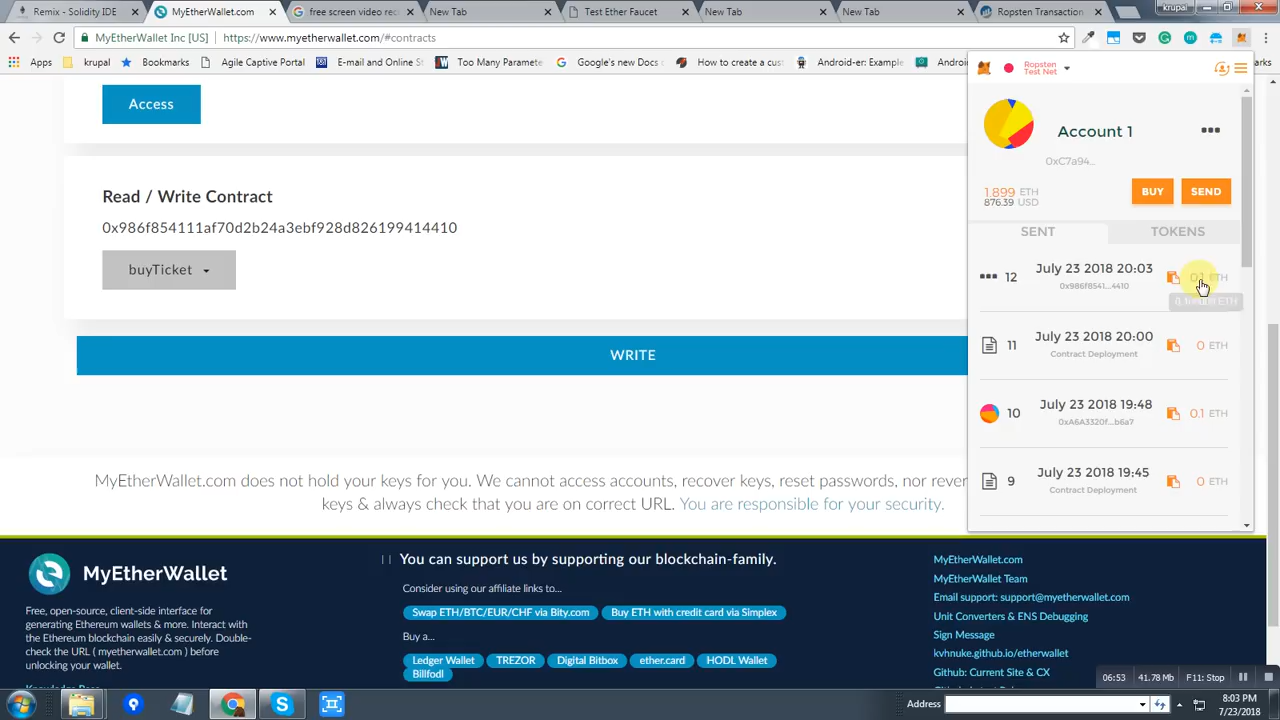 Remix - Solidity IDE
MyEtherWallet.com
free screen video rec
New Tab
Test Ether Faucet
New Tab
New Tab
Ropsten Transaction
krupal
MyEtherWallet Inc [US]
https://www.myetherwallet.com/#contracts
Apps
krupal
Bookmarks
Agile Captive Portal
E-mail and Online S
Too Many Paramete
Google's new Docs
How to create a cus
Android-er: Exampl
Access
Read / Write Contract
0x986f854111af70d2b24a3ebf928d826199414410
buyTicket
WRITE
Ropsten
Test Net
Account 1
0xC7a94...
1.899 ETH
876.39 USD
BUY
SEND
SENT
TOKENS
12
July 23 2018 20:03
0x986f8541...4410
0.1 ETH
11
July 23 2018 20:00
Contract Deployment
0 ETH
10
July 23 2018 19:48
0xA6A3320f...b6a7
0.1 ETH
9
July 23 2018 19:45
Contract Deployment
0 ETH
MyEtherWallet.com does not hold your keys for you. We cannot access accounts, recover keys, reset passwords, nor rever
keys & always check that you are on correct URL. You are responsible for your security.
MyEtherWallet
Free, open-source, client-side interface for
generating Ethereum wallets & more. Interact with
the Ethereum blockchain easily & securely. Double-
check the URL ( myetherwallet.com ) before
unlocking your wallet.
You can support us by supporting our blockchain-family.
Consider using our affiliate links to...
Swap ETH/BTC/EUR/CHF via Bity.com
Buy ETH with credit card via Simplex
Buy a...
Ledger Wallet
TREZOR
Digital Bitbox
ether.card
HODL Wallet
Billfodl
MyEtherWallet.com
MyEtherWallet Team
Email support: support@myetherwallet.com
Unit Converters & ENS Debugging
Sign Message
kvhnuke.github.io/etherwallet
Github: Current Site & CX
06:53
41.78 Mb
F11: Stop
Address
8:03 PM
7/23/2018